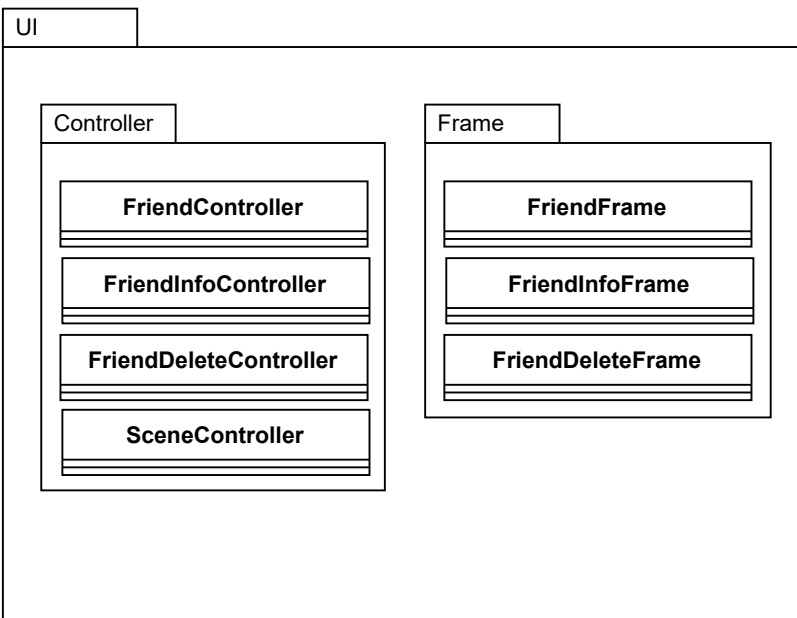 UI
Controller
FriendController
FriendInfoController
FriendDeleteController
SceneController
Frame
FriendFrame
FriendInfoFrame
FriendDeleteFrame